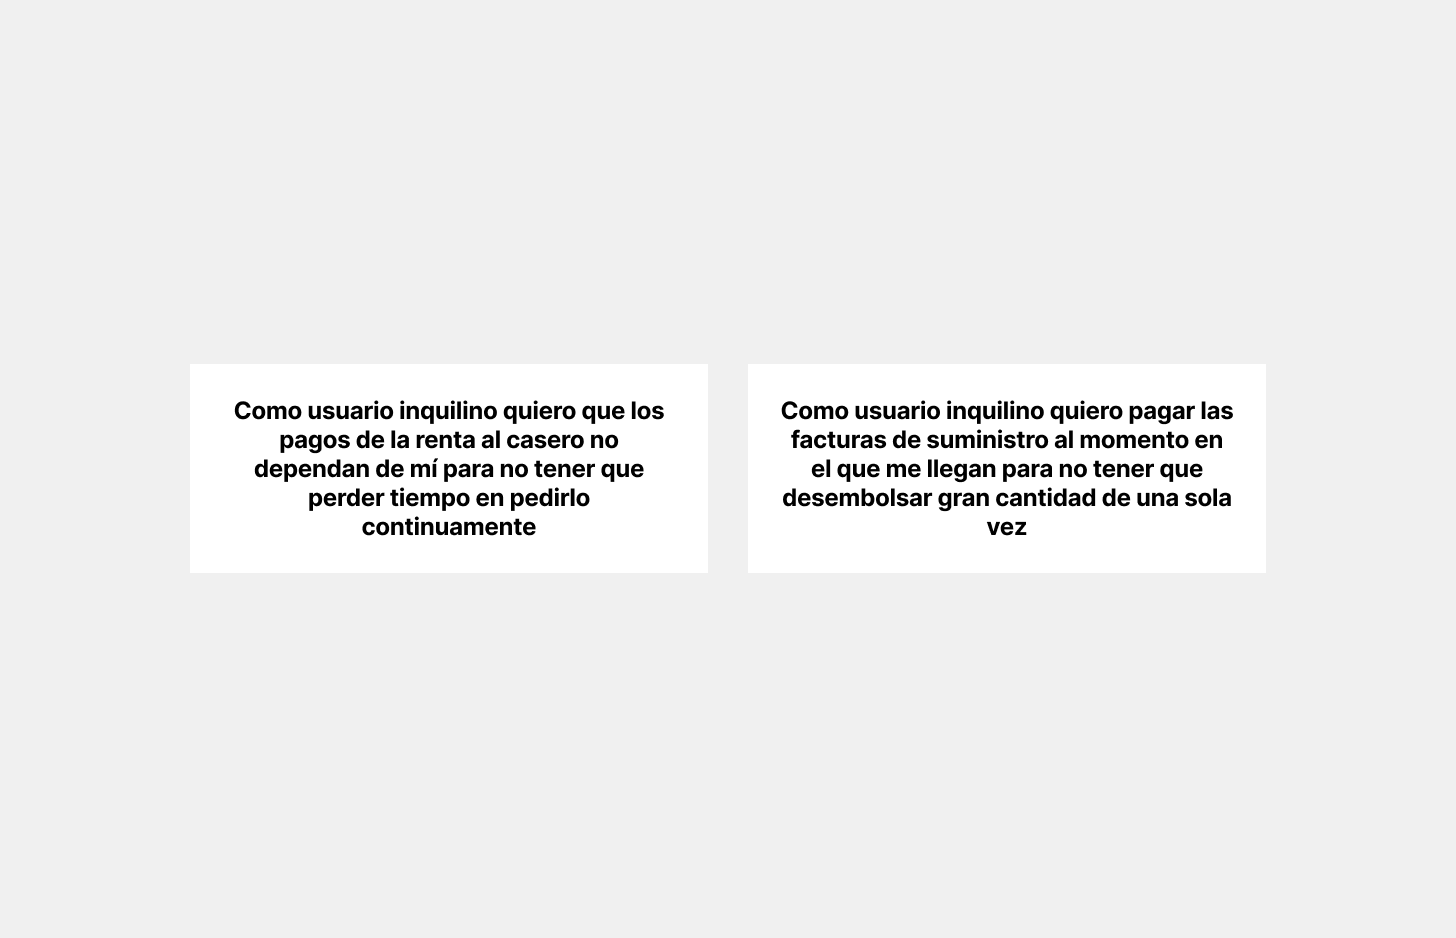 Como usuario inquilino quiero que los
pagos de la renta al casero no
dependan de mí para no tener que
perder tiempo en pedirlo
continuamente
Como usuario inquilino quiero pagar las
facturas de suministro al momento en
el que me llegan para no tener que
desembolsar gran cantidad de una sola
vez